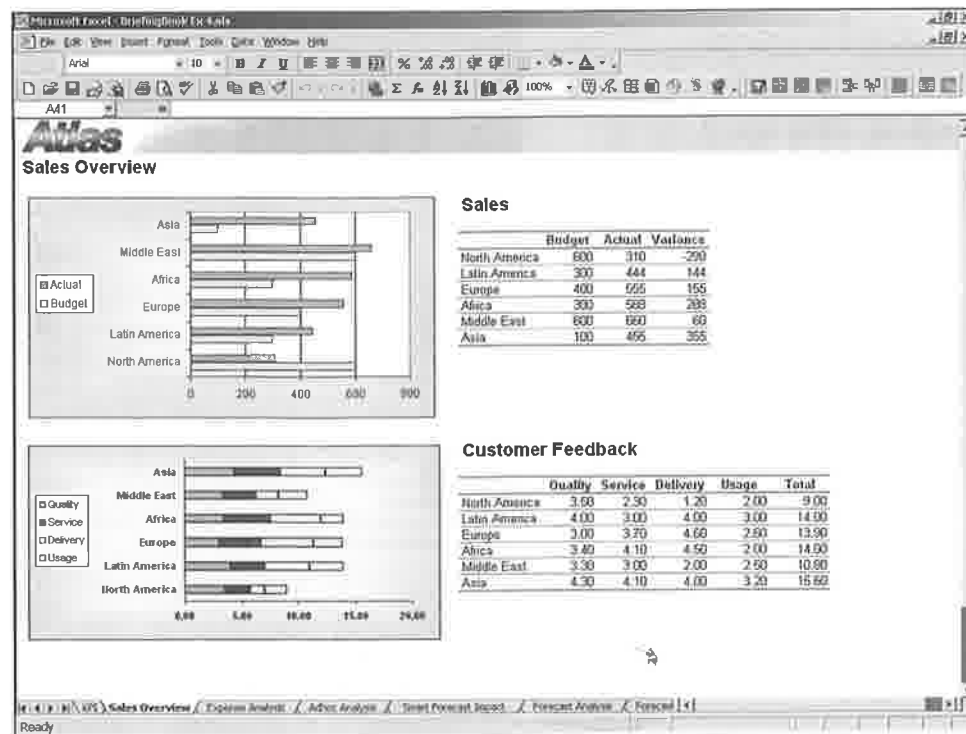 Microsoft Excel - BriefingBook Ex 4.xls
File Edit View Insert Format Tools Data Window Help
Arial 10 B I U
100%
A41
Atlas
Sales Overview
Asia
Middle East
Africa
Europe
Latin America
North America
Actual
Budget
0 200 400 600 800
Sales
Budget Actual Variance
North America 600 310 -290
Latin America 300 444 144
Europe 400 555 155
Africa 300 588 288
Middle East 600 660 60
Asia 100 455 355
Asia
Middle East
Africa
Europe
Latin America
North America
Quality
Service
Delivery
Usage
0.00 5.00 10.00 15.00 20.00
Customer Feedback
Quality Service Delivery Usage Total
North America 3.50 2.30 1.20 2.00 9.00
Latin America 4.00 3.00 4.00 3.00 14.00
Europe 3.00 3.70 4.60 2.60 13.90
Africa 3.40 4.10 4.50 2.00 14.00
Middle East 3.30 3.00 2.00 2.50 10.80
Asia 4.30 4.10 4.00 3.20 15.60
Sales Overview Expense Analysis Adhoc Analysis Smart Forecast Impact Forecast Analysis Forecast
Ready